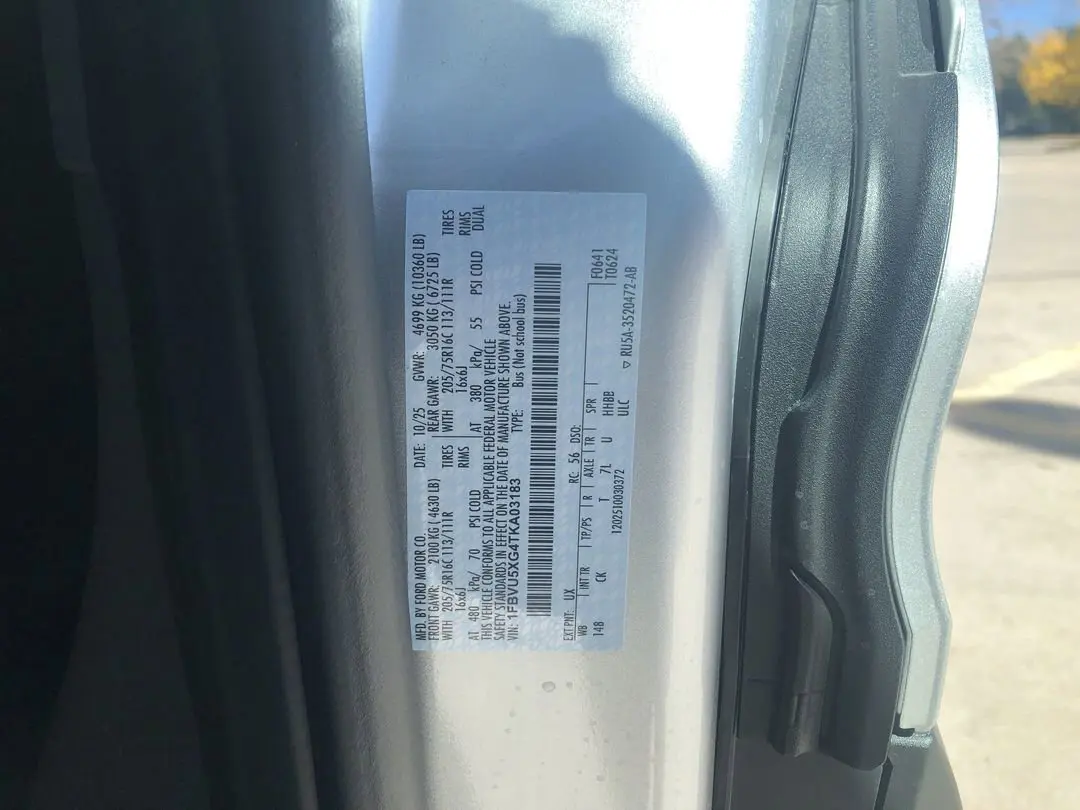 MFD. BY FORD MOTOR CO. DATE: 10/25 GVWR: 4699 KG (10360 LB)
FRONT GAWR: 2100 KG (4630 LB) REAR GAWR: 3050 KG (6725 LB)
WITH 205/75R16C 113/111R TIRES WITH 205/75R16C 113/111R TIRES
16x6J RIMS 16x6J RIMS
AT 480 kPa/ 70 PSI COLD AT 380 kPa/ 55 PSI COLD DUAL
THIS VEHICLE CONFORMS TO ALL APPLICABLE FEDERAL MOTOR VEHICLE
SAFETY STANDARDS IN EFFECT ON THE DATE OF MANUFACTURE SHOWN ABOVE.
VIN: 1FBVU5XG4TKA03183 TYPE: Bus (Not school bus)
EXT PNT: UX RC: 56 DSO: F0641
WB INT TR TP/PS R AXLE TR SPR T0624
148 CK T 7L U HHBB
1202510030372 ULC
▽ RU5A-3520472-AB